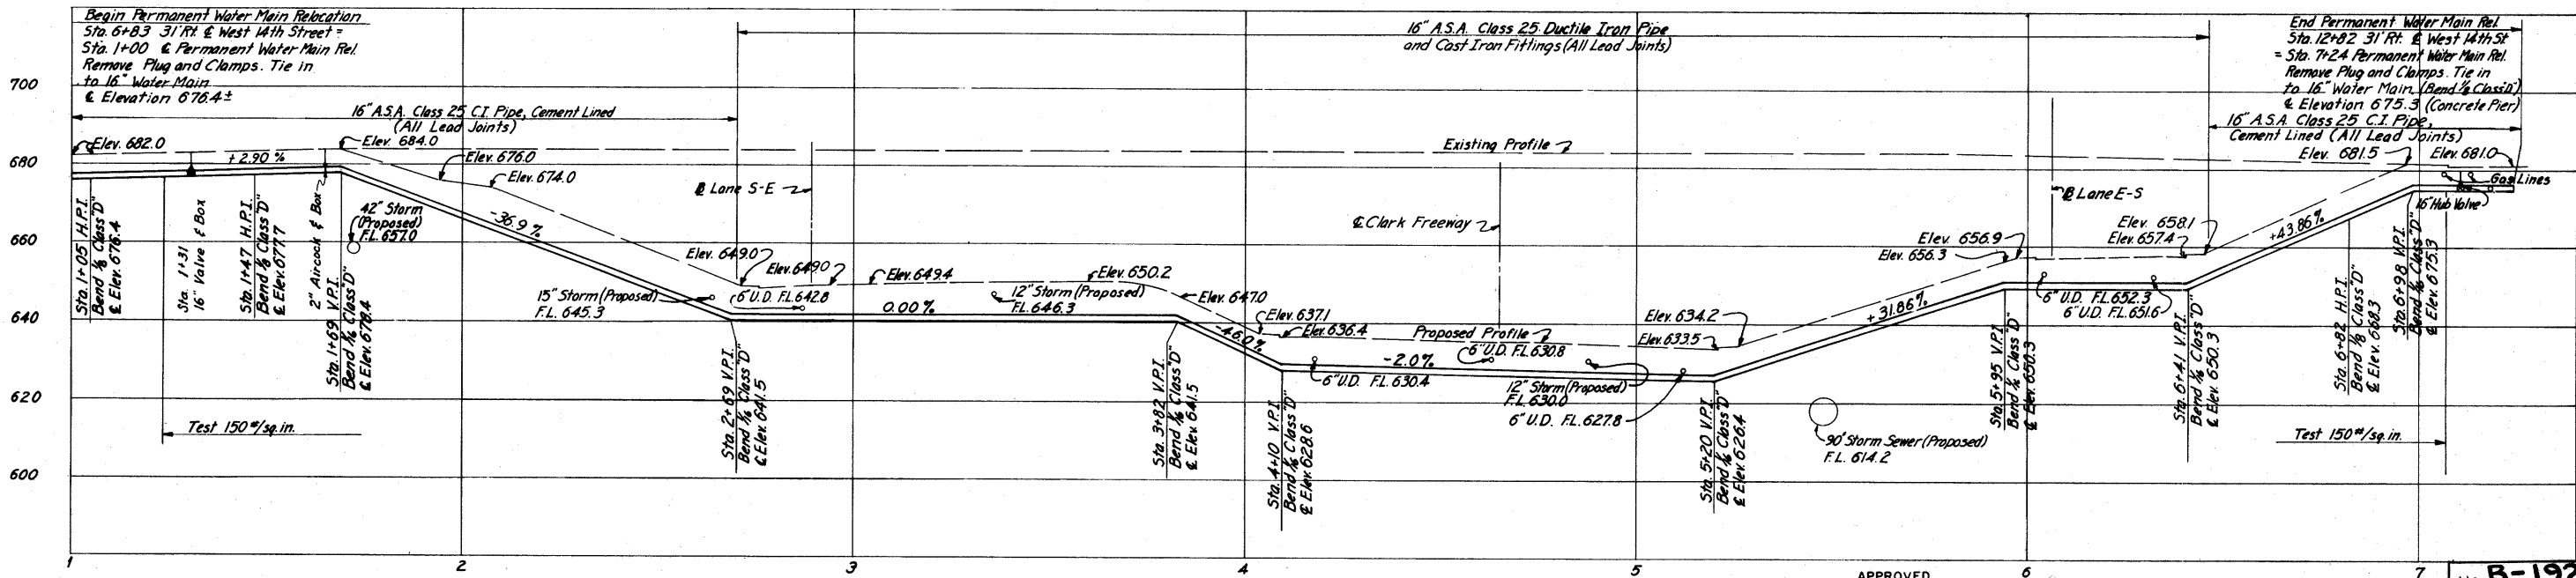 Begin Permanent Water Main Relocation
Sta. 6+83 31' Rt. ℄ West 14th Street =
Sta. 1+00 ℄ Permanent Water Main Rel.
Remove Plug and Clamps. Tie in
to 16" Water Main
℄ Elevation 676.4±
16" A.S.A. Class 25 Ductile Iron Pipe
and Cast Iron Fittings (All Lead Joints)
End Permanent Water Main Rel.
Sta. 12+82 31' Rt. ℄ West 14th St.
= Sta. 7+24 Permanent Water Main Rel.
Remove Plug and Clamps. Tie in
to 16" Water Main (Bend 1/8 Class "D")
℄ Elevation 675.3 (Concrete Pier)
16" A.S.A. Class 25 C.I. Pipe, Cement Lined
(All Lead Joints)
16" A.S.A. Class 25 C.I. Pipe,
Cement Lined (All Lead Joints)
700
680
660
640
620
600
Elev. 682.0
+2.90 %
Elev. 684.0
Elev. 676.0
Elev. 674.0
Existing Profile
Elev. 681.5
Elev. 681.0
Gas Lines
16" Hub Valve
℄ Lane S-E
℄ Clark Freeway
℄ Lane E-S
42" Storm
(Proposed)
F.L. 657.0
-36.9 %
Sta. 1+05 H.P.I.
Bend 1/8 Class "D"
℄ Elev. 676.4
Sta. 1+31
16" Valve & Box
Sta. 1+47 H.P.I.
Bend 1/8 Class "D"
℄ Elev. 677.7
2" Aircock & Box
Sta. 1+69 V.P.I.
Bend 1/16 Class "D"
℄ Elev. 678.4
Elev. 649.0
Elev. 649.0
Elev. 649.4
Elev. 650.2
Elev. 647.0
15" Storm (Proposed)
F.L. 645.3
6" U.D. F.L. 642.8
0.00 %
12" Storm (Proposed)
F.L. 646.3
-46.0%
Elev. 637.1
Elev. 636.4
Proposed Profile
-2.0%
6" U.D. F.L. 630.8
6" U.D. F.L. 630.4
12" Storm (Proposed)
F.L. 630.0
6" U.D. F.L. 627.8
Elev. 634.2
Elev. 633.5
+31.86%
Elev. 656.9
Elev. 656.3
Elev. 658.1
Elev. 657.4
+43.86%
6" U.D. F.L. 652.3
6" U.D. F.L. 651.6
Sta. 2+69 V.P.I.
Bend 1/16 Class "D"
℄ Elev. 641.5
Sta. 3+82 V.P.I.
Bend 1/16 Class "D"
℄ Elev. 641.5
Sta. 4+10 V.P.I.
Bend 1/16 Class "D"
℄ Elev. 628.6
Sta. 5+20 V.P.I.
Bend 1/16 Class "D"
℄ Elev. 626.4
Sta. 5+95 V.P.I.
Bend 1/16 Class "D"
℄ Elev. 650.3
Sta. 6+41 V.P.I.
Bend 1/16 Class "D"
℄ Elev. 650.3
Sta. 6+82 H.P.I.
Bend 1/8 Class "D"
℄ Elev. 668.3
Sta. 6+98 V.P.I.
Bend 1/16 Class "D"
℄ Elev. 675.3
90" Storm Sewer (Proposed)
F.L. 614.2
Test 150#/sq.in.
Test 150#/sq.in.
1
2
3
4
5
6
7
APPROVED
B-192